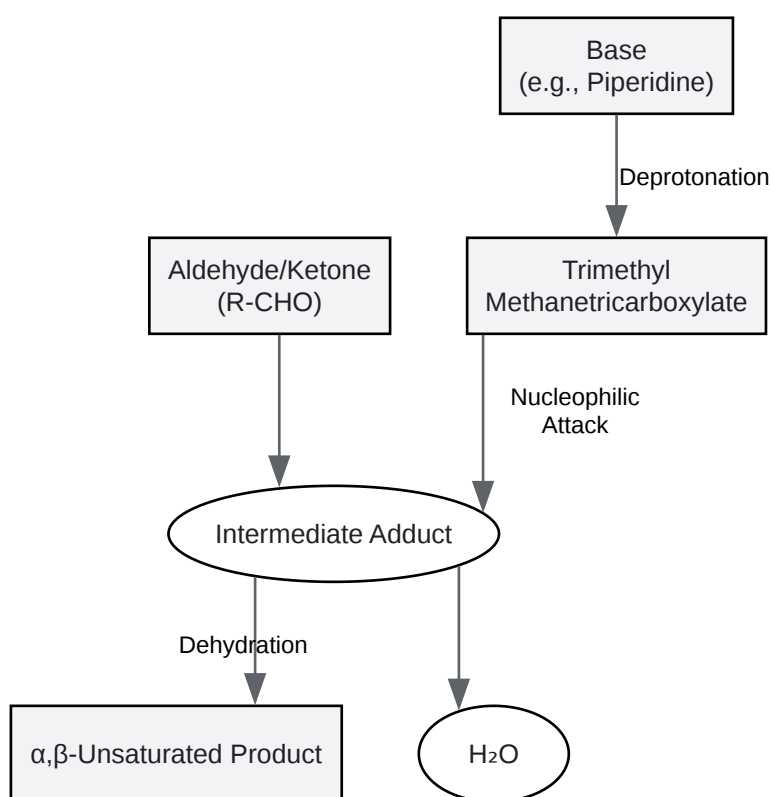 Base
(e.g., Piperidine)
Deprotonation
Aldehyde/Ketone
(R-CHO)
Trimethyl
Methanetricarboxylate
Nucleophilic
Attack
Intermediate Adduct
Dehydration
α,β-Unsaturated Product
H₂O